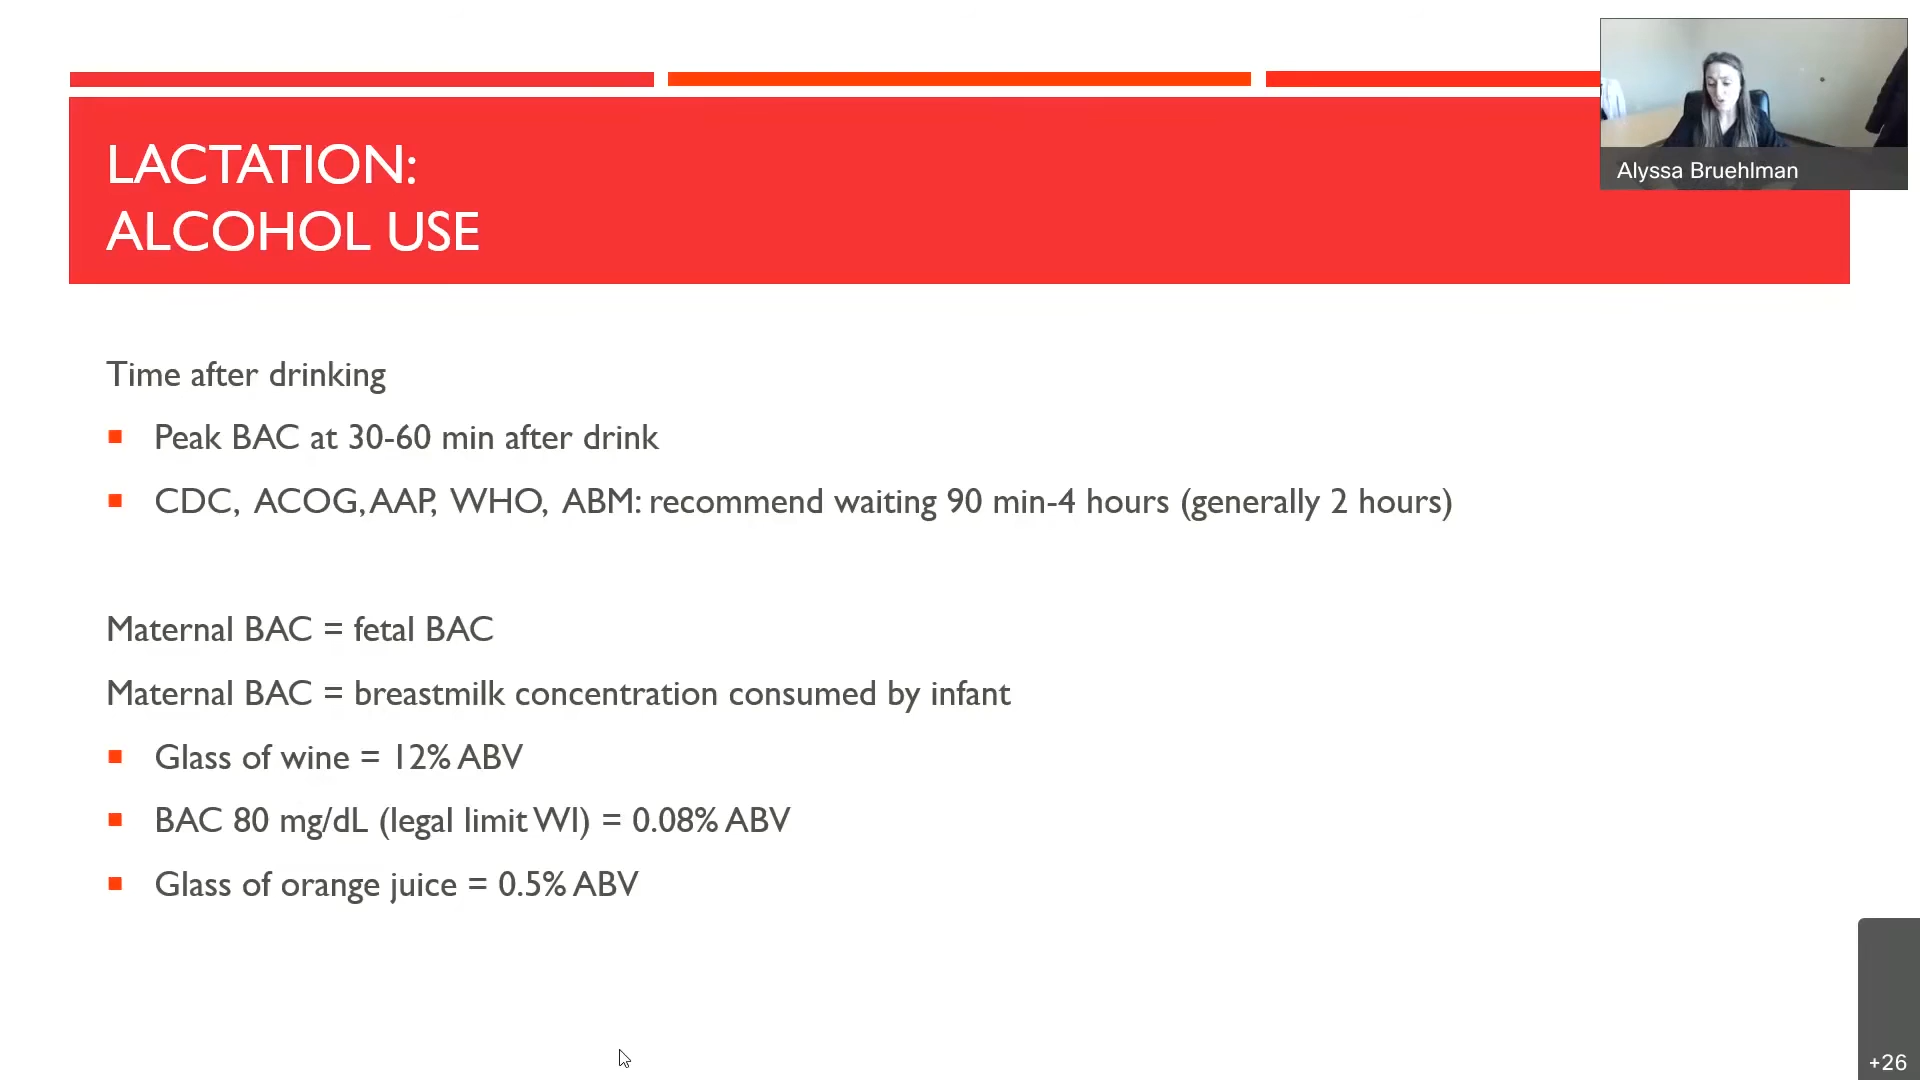 LACTATION:
ALCOHOL USE
Alyssa Bruehlman
Time after drinking
Peak BAC at 30-60 min after drink
CDC, ACOG, AAP, WHO, ABM: recommend waiting 90 min-4 hours (generally 2 hours)
Maternal BAC = fetal BAC
Maternal BAC = breastmilk concentration consumed by infant
Glass of wine = 12% ABV
BAC 80 mg/dL (legal limit WI) = 0.08% ABV
Glass of orange juice = 0.5% ABV
+26